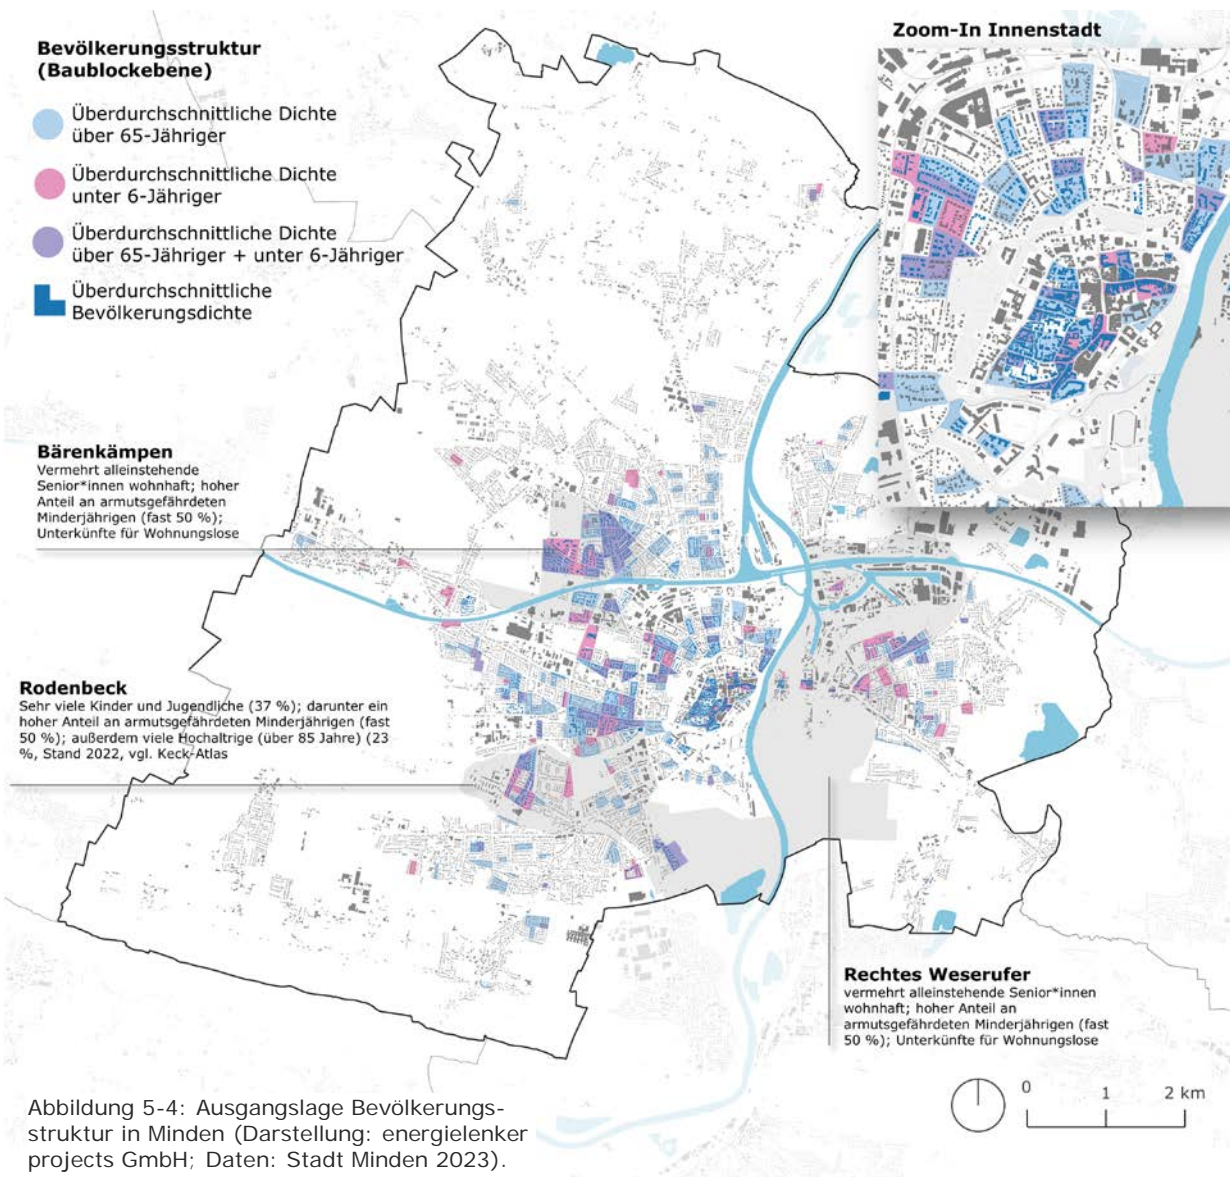 Bevölkerungsstruktur
(Baublockebene)
Überdurchschnittliche Dichte
über 65-Jähriger
Überdurchschnittliche Dichte
unter 6-Jähriger
Überdurchschnittliche Dichte
über 65-Jähriger + unter 6-Jähriger
Überdurchschnittliche
Bevölkerungsdichte
Zoom-In Innenstadt
Bärenkämpen
Vermehrt alleinstehende
Senior*innen wohnhaft; hoher
Anteil an armutsgefährdeten
Minderjährigen (fast 50 %);
Unterkünfte für Wohnungslose
Rodenbeck
Sehr viele Kinder und Jugendliche (37 %); darunter ein
hoher Anteil an armutsgefährdeten Minderjährigen (fast
50 %); außerdem viele Hochaltrige (über 85 Jahre) (23
%, Stand 2022, vgl. Keck-Atlas
Rechtes Weserufer
vermehrt alleinstehende Senior*innen
wohnhaft; hoher Anteil an
armutsgefährdeten Minderjährigen (fast
50 %); Unterkünfte für Wohnungslose
0 1 2 km
Abbildung 5-4: Ausgangslage Bevölkerungs-
struktur in Minden (Darstellung: energielenker
projects GmbH; Daten: Stadt Minden 2023).